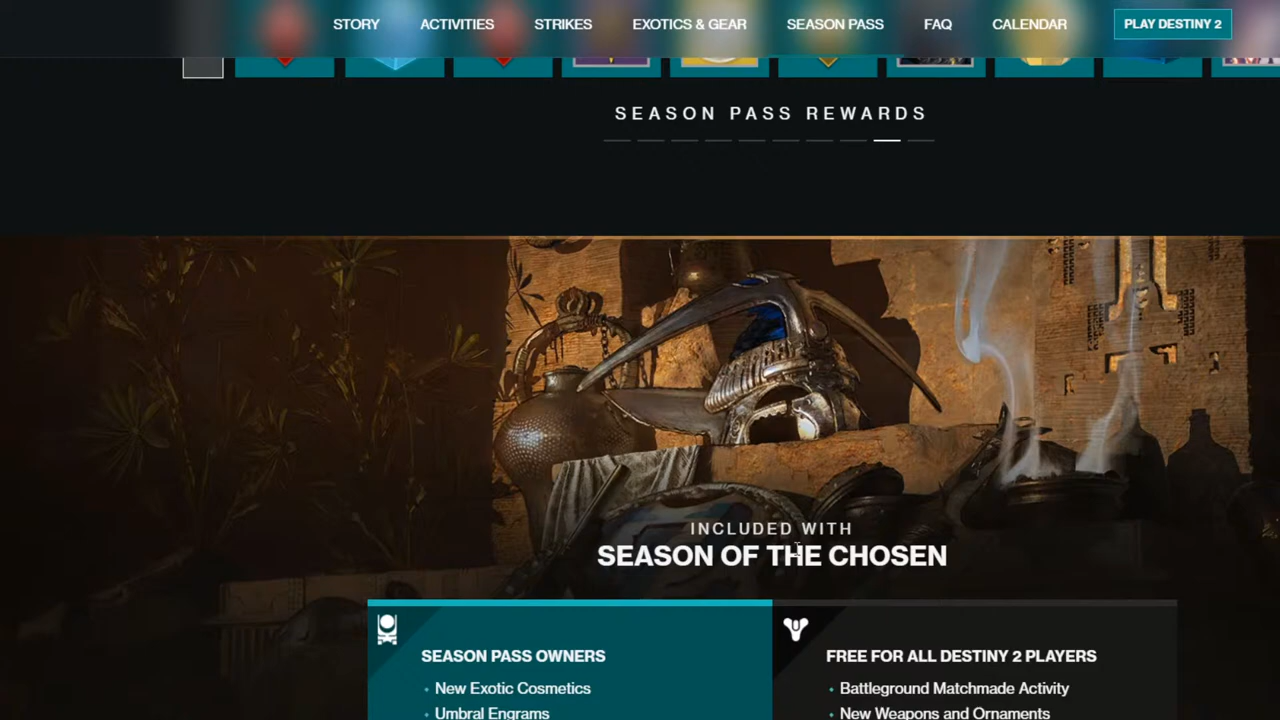 STORY
ACTIVITIES
STRIKES
EXOTICS & GEAR
SEASON PASS
FAQ
CALENDAR
PLAY DESTINY 2
SEASON PASS REWARDS
INCLUDED WITH
SEASON OF THE CHOSEN
SEASON PASS OWNERS
• New Exotic Cosmetics
• Umbral Engrams
FREE FOR ALL DESTINY 2 PLAYERS
• Battleground Matchmade Activity
• New Weapons and Ornaments